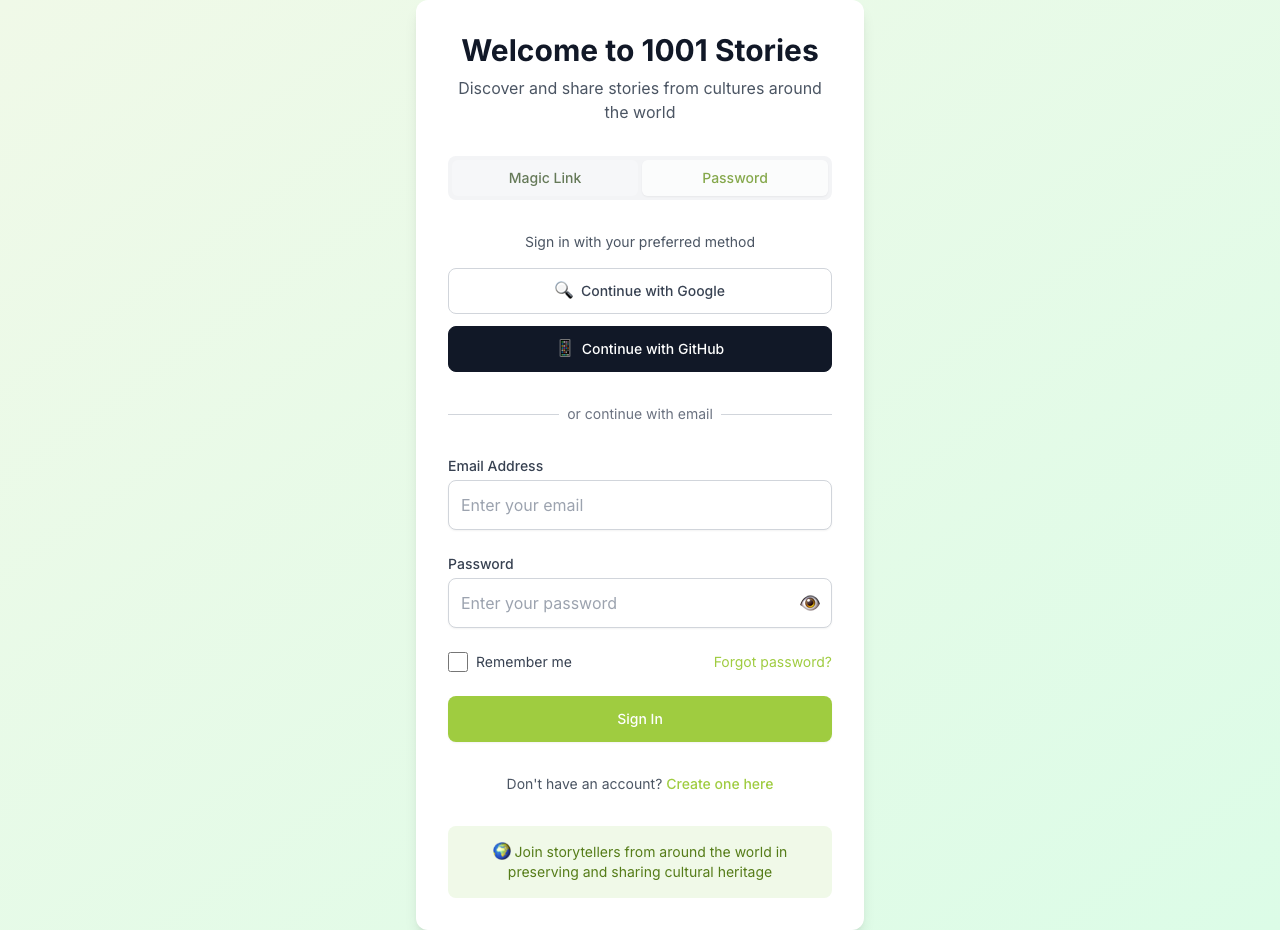 Welcome to 1001 Stories
Discover and share stories from cultures around
the world
Magic Link
Password
Sign in with your preferred method
🔍 Continue with Google
📱 Continue with GitHub
or continue with email
Email Address
Enter your email
Password
Enter your password
Remember me
Forgot password?
Sign In
Don't have an account? Create one here
🌍 Join storytellers from around the world in
preserving and sharing cultural heritage